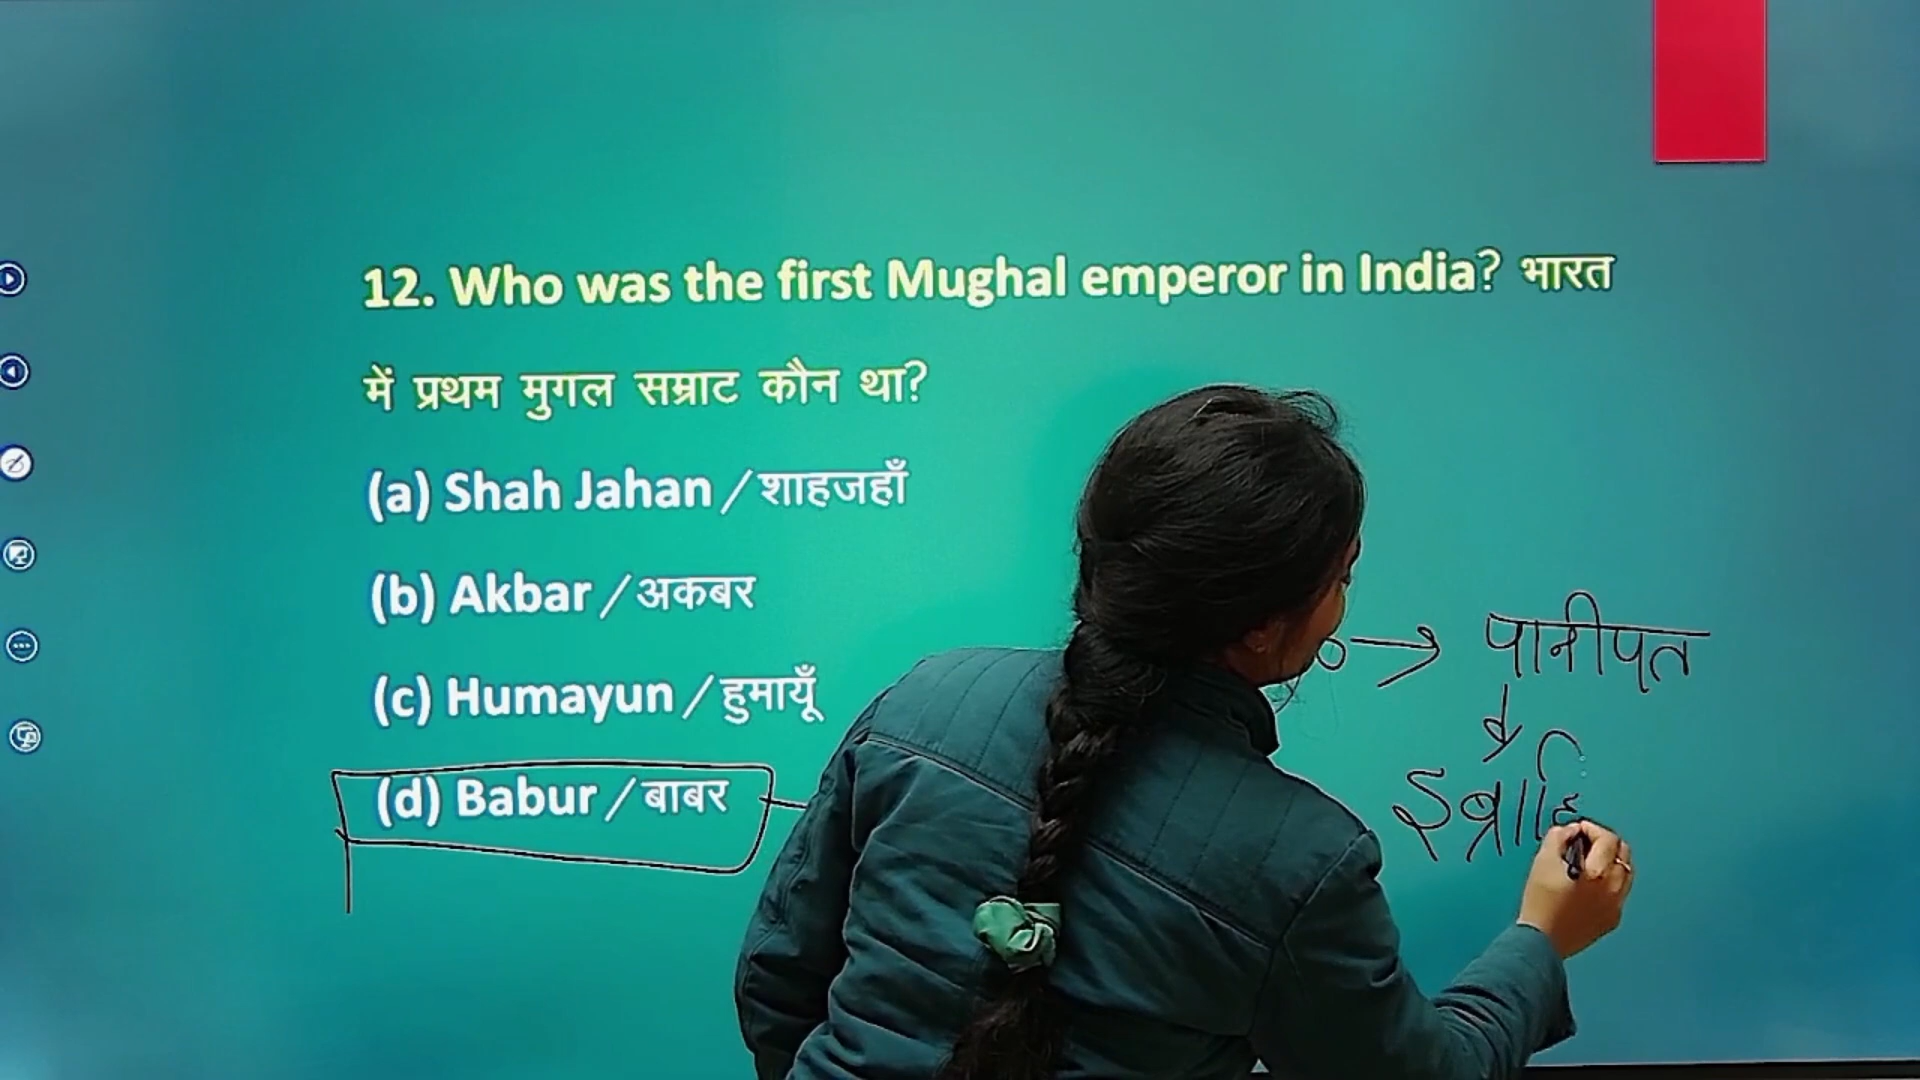 12. Who was the first Mughal emperor in India? भारत
में प्रथम मुगल सम्राट कौन था?
(a) Shah Jahan / शाहजहाँ
(b) Akbar / अकबर
(c) Humayun / हुमायूँ
(d) Babur / बाबर
पानीपत
इब्राहि